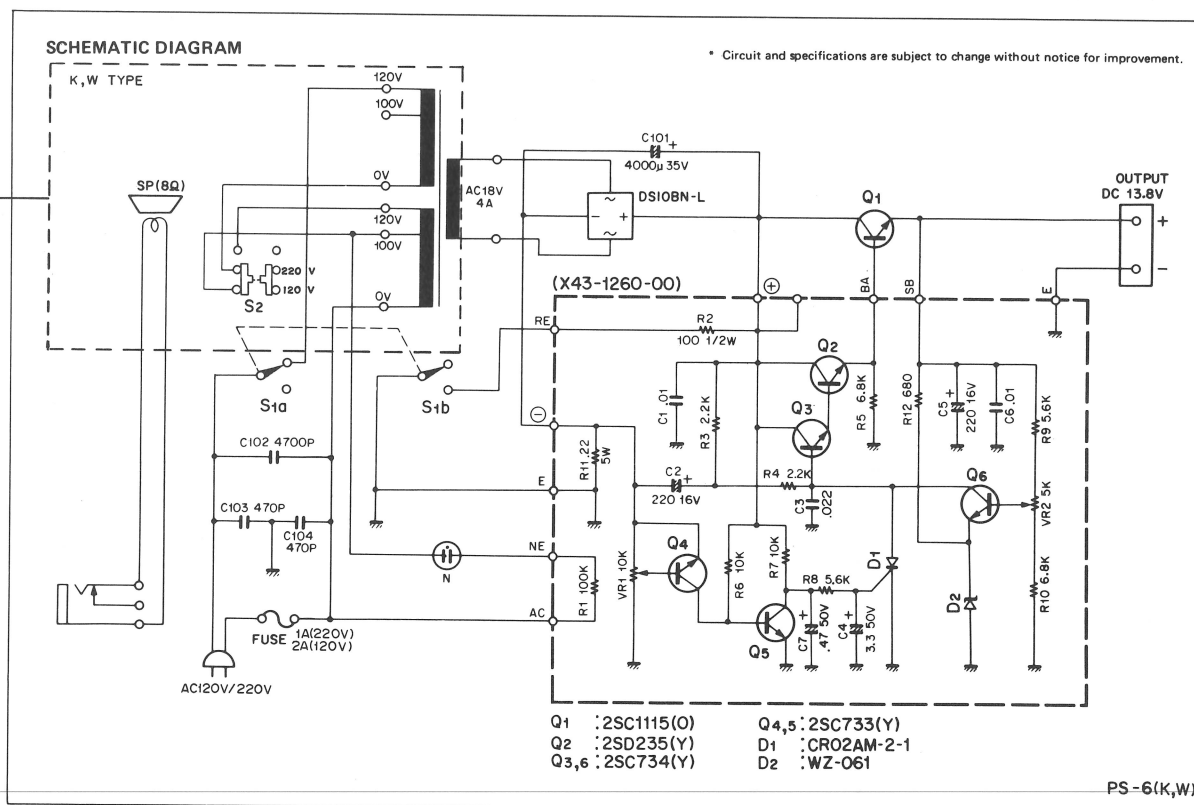 SCHEMATIC DIAGRAM
* Circuit and specifications are subject to change without notice for improvement.
K,W TYPE
120V
100V
0V
120V
100V
0V
SP(8Ω)
AC18V
4A
C101 +
4000μ 35V
DS10BN-L
~
- +
~
Q1
OUTPUT
DC 13.8V
+
-
220 V
120 V
S2
(X43-1260-00)
+
BA
SB
E
RE
R2
100 1/2W
Q2
S1a
S1b
C1 .01
R3 2.2K
Q3
R5 6.8K
R12 680
C5 +
220 16V
C6 .01
R9 5.6K
-
C102 4700P
R11 .22
5W
E
C2 +
220 16V
R4 2.2K
C3
.022
Q6
VR2 5K
C103 470P
C104
470P
N
NE
R1 100K
VR1 10K
Q4
R6 10K
R7 10K
R8 5.6K
D1
D2
R10 6.8K
AC
Q5
C7 +
.47 50V
C4 +
3.3 50V
FUSE
1A(220V)
2A(120V)
AC120V/220V
Q1 :2SC1115(O)
Q2 :2SD235(Y)
Q3,6 :2SC734(Y)
Q4,5:2SC733(Y)
D1 :CR02AM-2-1
D2 :WZ-061
PS-6(K,W)